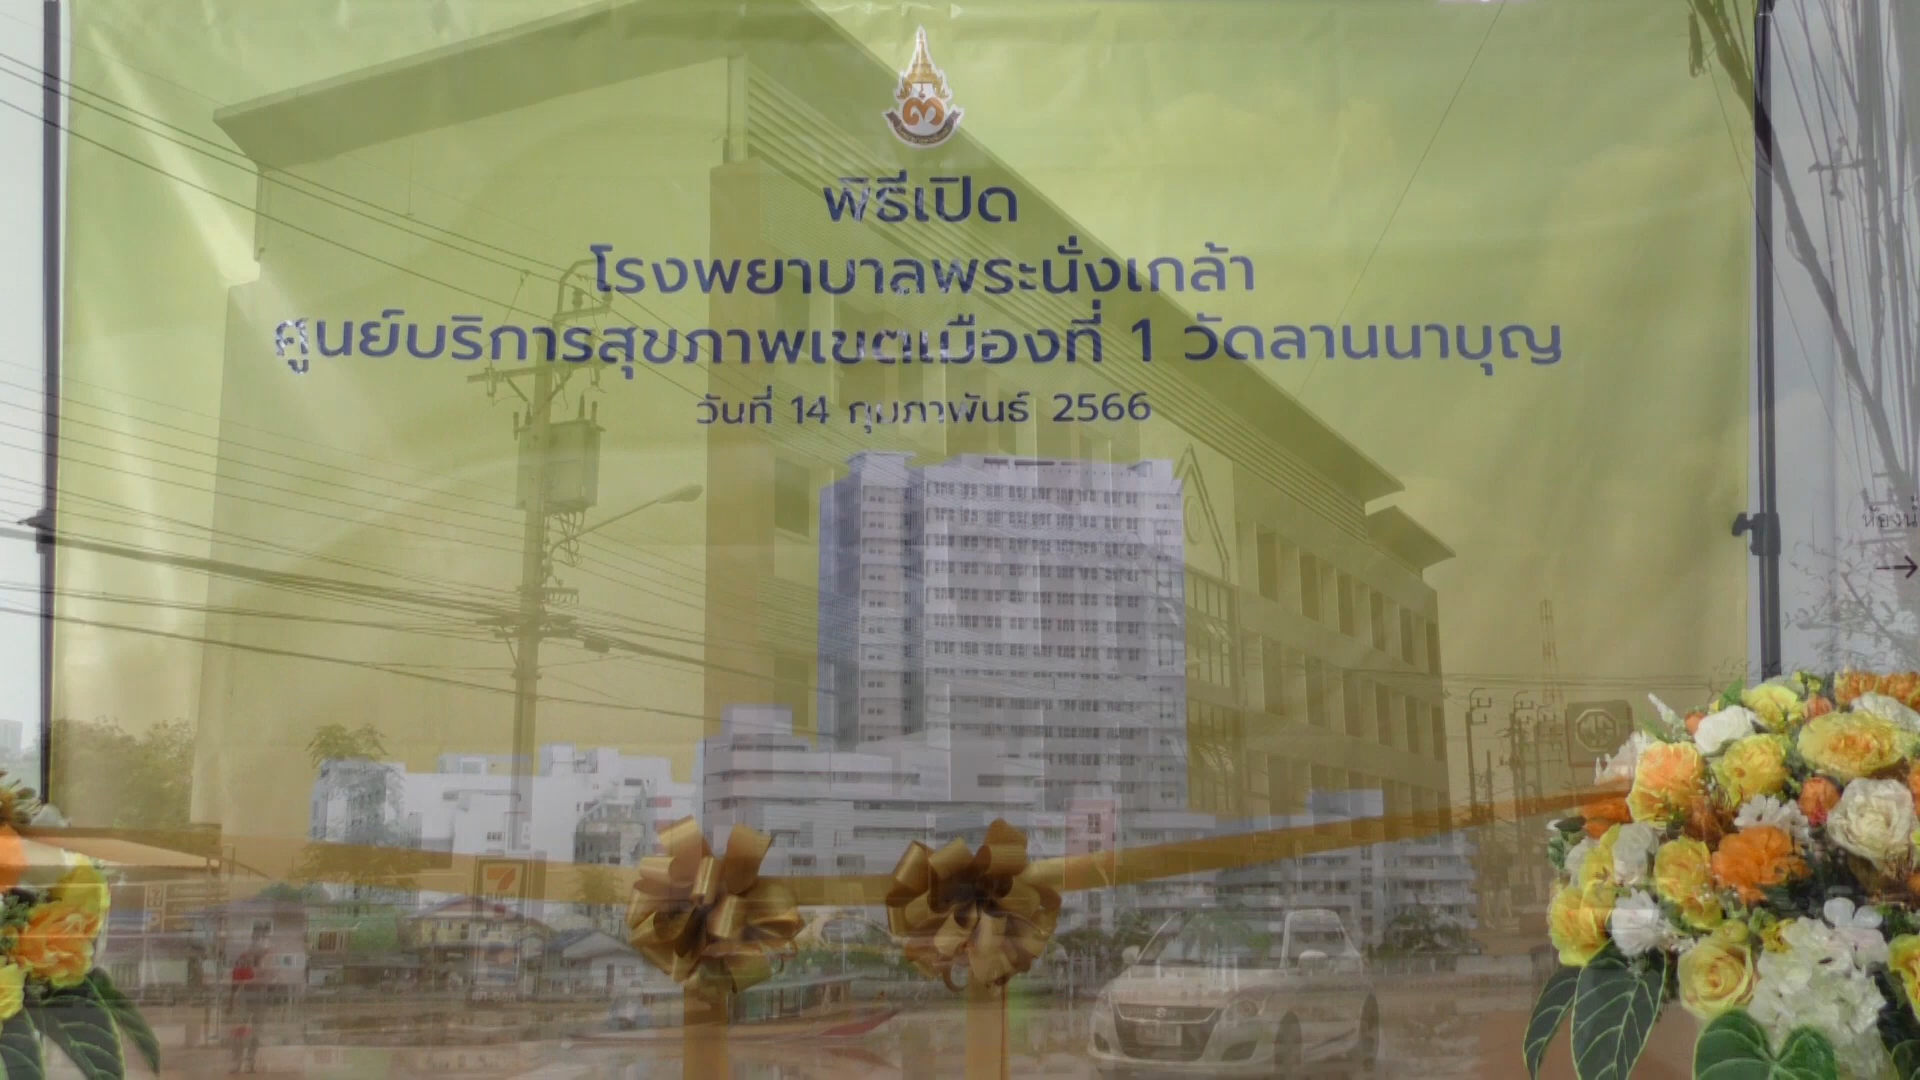 พิธีเปิด
โรงพยาบาลพระนั่งเกล้า
ศูนย์บริการสุขภาพเขตเมืองที่ 1 วัดลานนาบุญ
วันที่ 14 กุมภาพันธ์ 2566